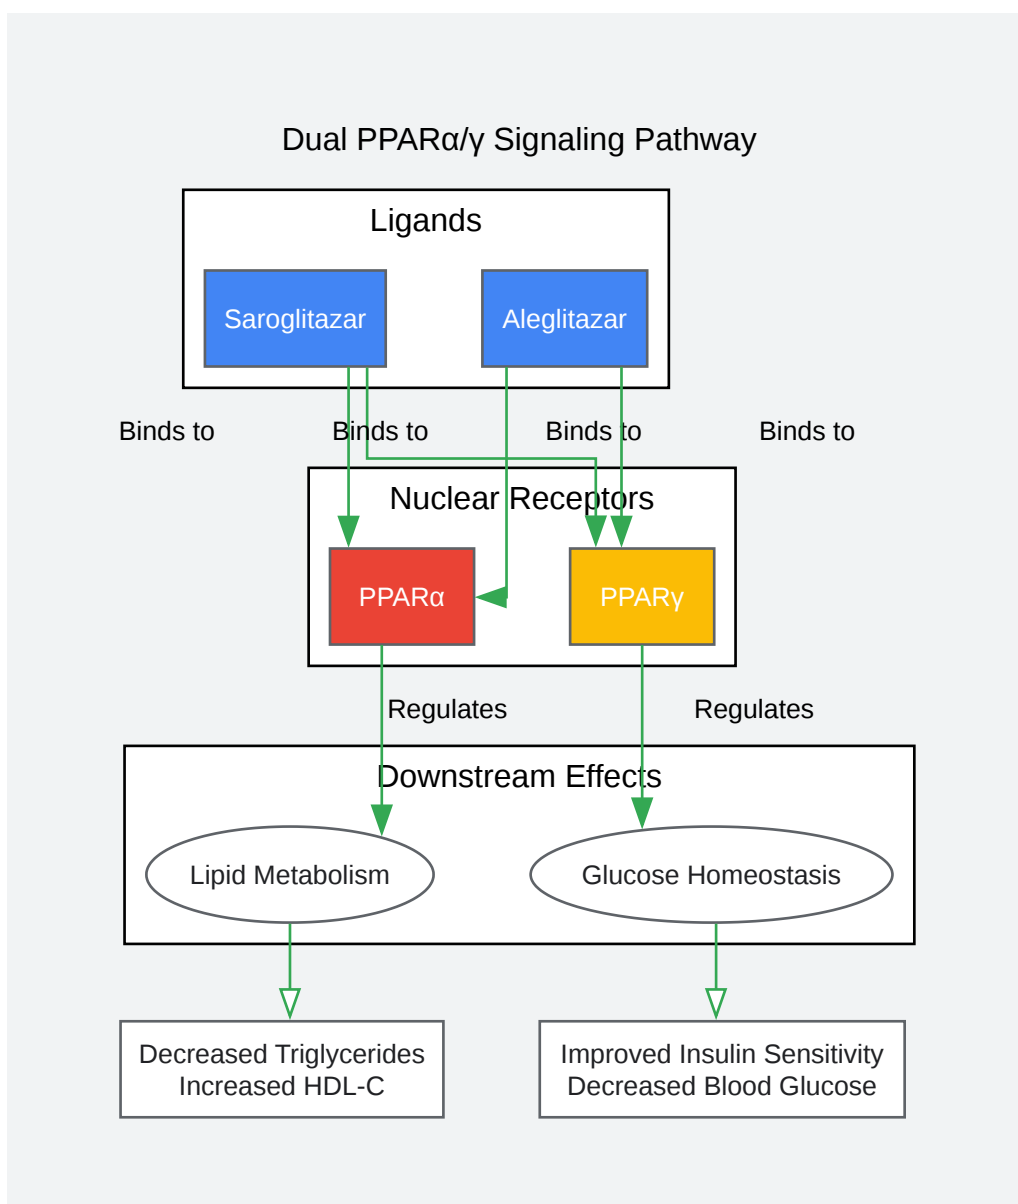 Dual PPARα/γ Signaling Pathway
Ligands
Saroglitazar
Aleglitazar
Binds to
Binds to
Binds to
Binds to
Nuclear Receptors
PPARα
PPARγ
Regulates
Regulates
Downstream Effects
Lipid Metabolism
Glucose Homeostasis
Decreased Triglycerides
Increased HDL-C
Improved Insulin Sensitivity
Decreased Blood Glucose